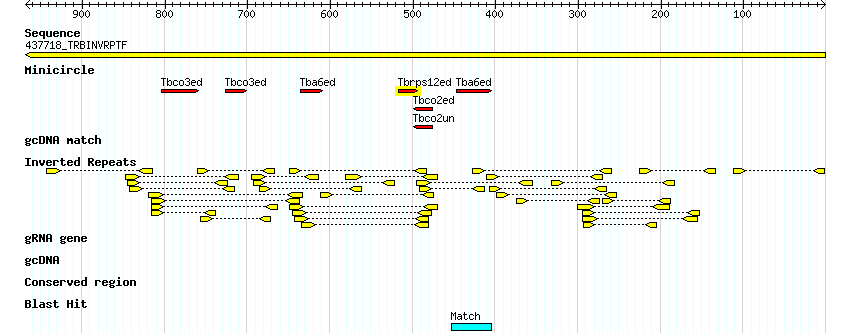 900 800 700 600 500 400 300 200 100
Sequence
437718_TRBINVRPTF
Minicircle
Tbco3ed Tbco3ed Tba6ed Tbrps12ed Tba6ed
Tbco2ed
Tbco2un
gcDNA match
Inverted Repeats
gRNA gene
gcDNA
Conserved region
Blast Hit
Match